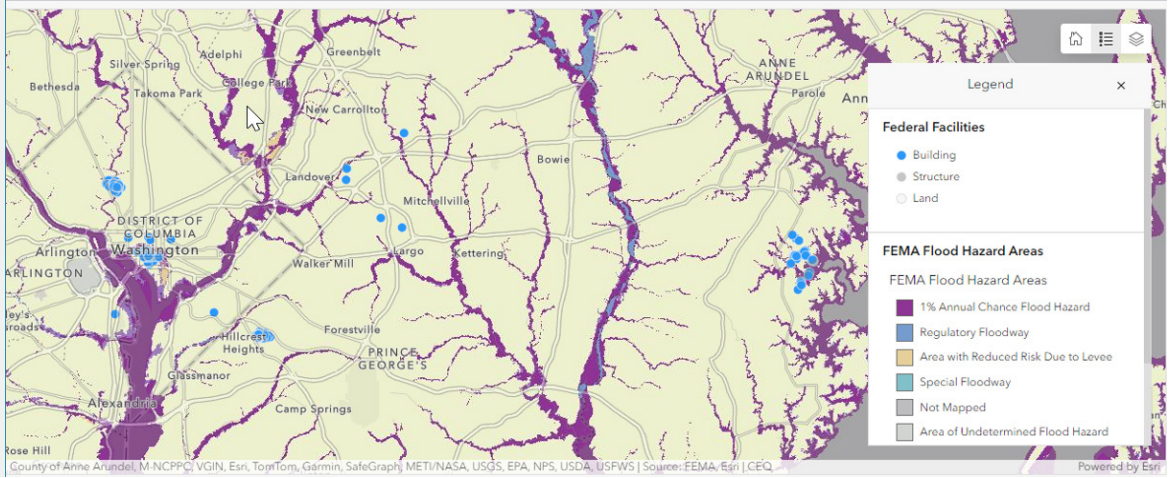 Greenbelt
Adelphi
Silver Spring
ANNE
ARUNDEL
Bethesda
College Park
Takoma Park
Parole
Ann
New Carrollton
Bowie
Landover
Mitchellville
DISTRICT OF
COLUMBIA
Arlington
Washington
Largo
Kettering
Walker Mill
ARLINGTON
ley's
sroads
Forestville
Hillcrest
Heights
PRINCE
GEORGE'S
Glassmanor
Alexandria
Camp Springs
Rose Hill
Legend
Federal Facilities
Building
Structure
Land
FEMA Flood Hazard Areas
FEMA Flood Hazard Areas
1% Annual Chance Flood Hazard
Regulatory Floodway
Area with Reduced Risk Due to Levee
Special Floodway
Not Mapped
Area of Undetermined Flood Hazard
County of Anne Arundel, M-NCPPC, VGIN, Esri, TomTom, Garmin, SafeGraph, METI/NASA, USGS, EPA, NPS, USDA, USFWS | Source: FEMA, Esri | CEQ
Powered by Esri